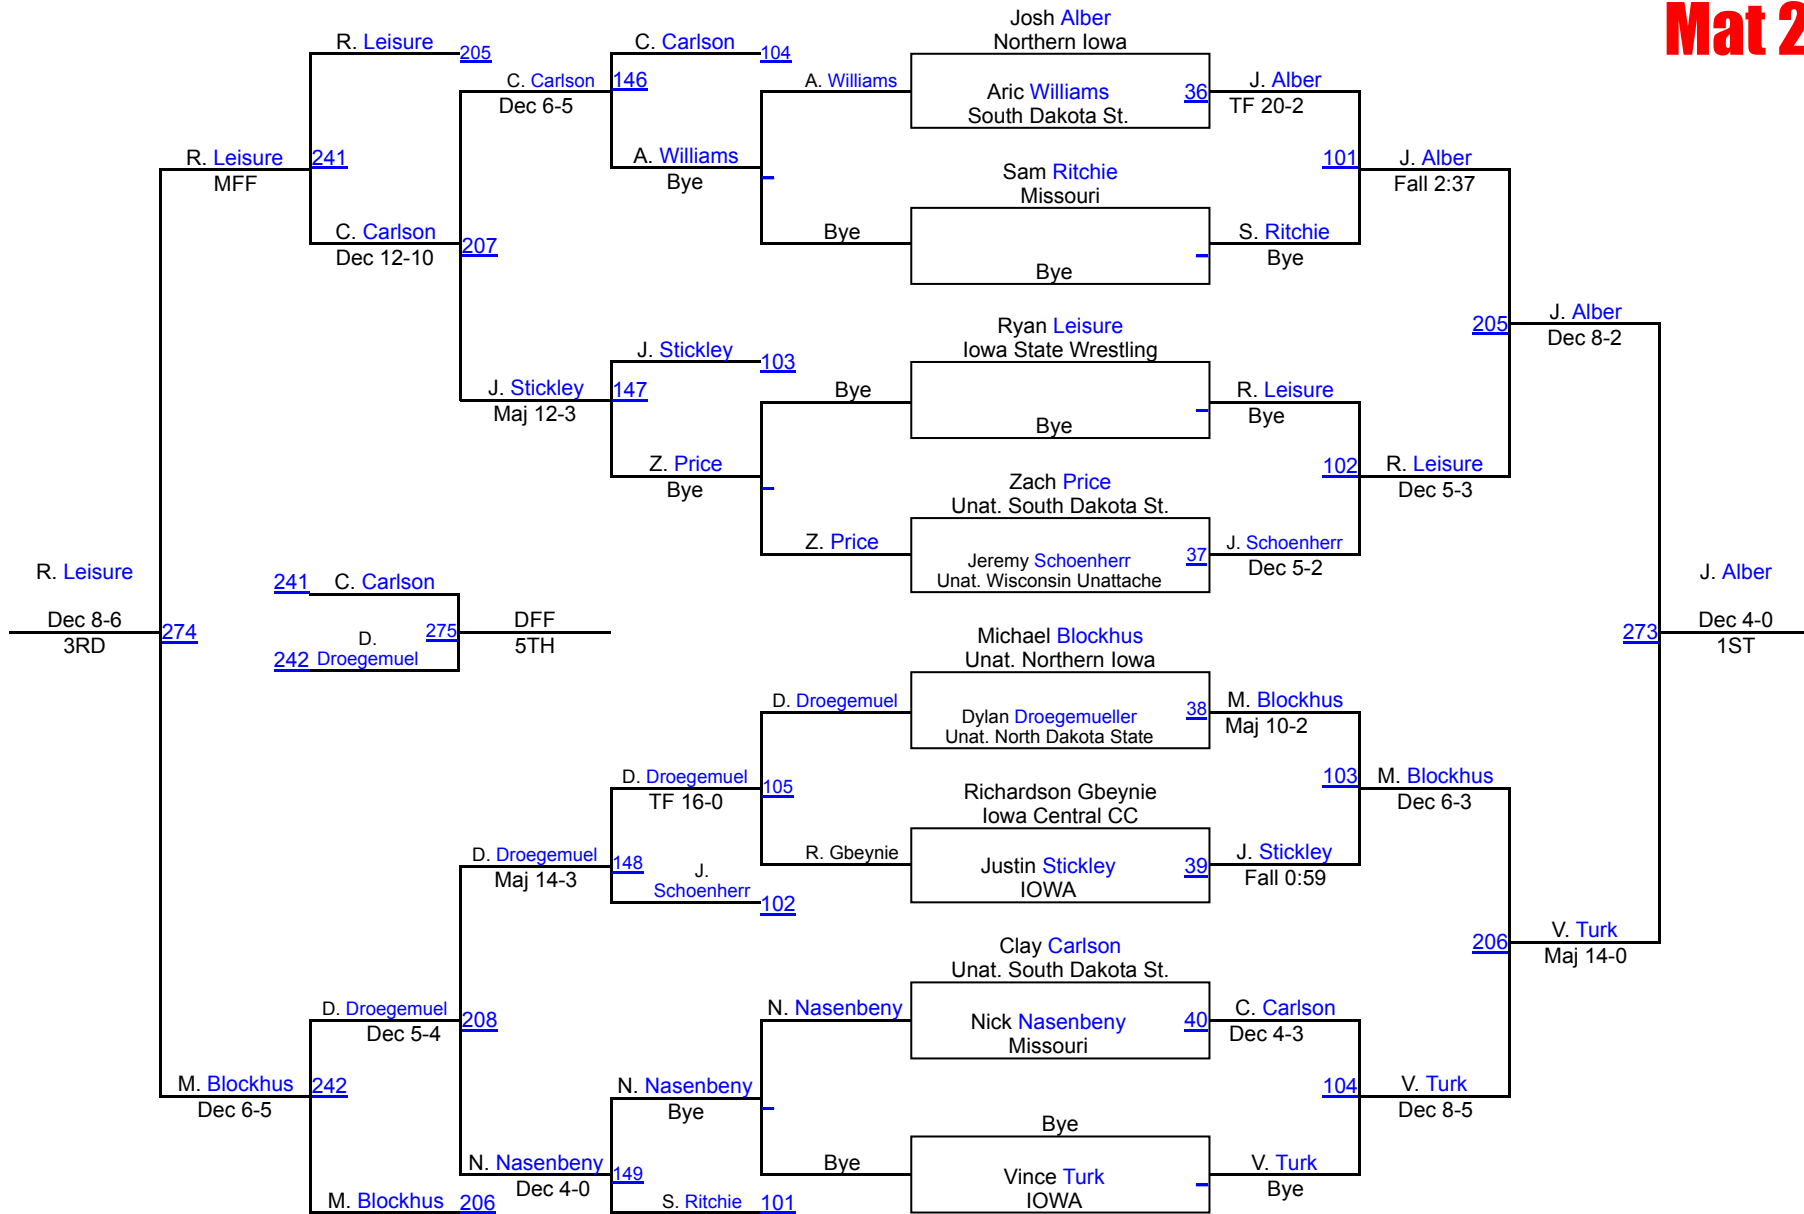 Mat 2
Josh Alber
Northern Iowa
R. Leisure
205
C. Carlson
104
C. Carlson
146
Dec 6-5
A. Williams
Aric Williams
36
South Dakota St.
J. Alber
TF 20-2
R. Leisure
241
MFF
A. Williams
Bye
Sam Ritchie
Missouri
101
J. Alber
Fall 2:37
C. Carlson
Dec 12-10
207
Bye
Bye
S. Ritchie
Bye
Ryan Leisure
Iowa State Wrestling
205
J. Alber
Dec 8-2
J. Stickley
103
J. Stickley
147
Maj 12-3
Bye
Bye
R. Leisure
Bye
Z. Price
Bye
Zach Price
Unat. South Dakota St.
102
R. Leisure
Dec 5-3
Z. Price
Jeremy Schoenherr
37
Unat. Wisconsin Unattache
J. Schoenherr
Dec 5-2
R. Leisure
Dec 8-6
274
3RD
241
C. Carlson
D.
242
Droegemuel
275
DFF
5TH
J. Alber
273
Dec 4-0
1ST
Michael Blockhus
Unat. Northern Iowa
D. Droegemuel
Dylan Droegemueller
38
Unat. North Dakota State
M. Blockhus
Maj 10-2
D. Droegemuel
TF 16-0
105
Richardson Gbeynie
Iowa Central CC
103
M. Blockhus
Dec 6-3
D. Droegemuel
148
Maj 14-3
J.
Schoenherr
102
R. Gbeynie
Justin Stickley
39
IOWA
J. Stickley
Fall 0:59
Clay Carlson
Unat. South Dakota St.
206
V. Turk
Maj 14-0
D. Droegemuel
208
Dec 5-4
N. Nasenbeny
Nick Nasenbeny
40
Missouri
C. Carlson
Dec 4-3
M. Blockhus
242
Dec 6-5
N. Nasenbeny
Bye
Bye
104
V. Turk
Dec 8-5
N. Nasenbeny
149
Dec 4-0
Bye
Vince Turk
IOWA
V. Turk
Bye
M. Blockhus
206
S. Ritchie
101